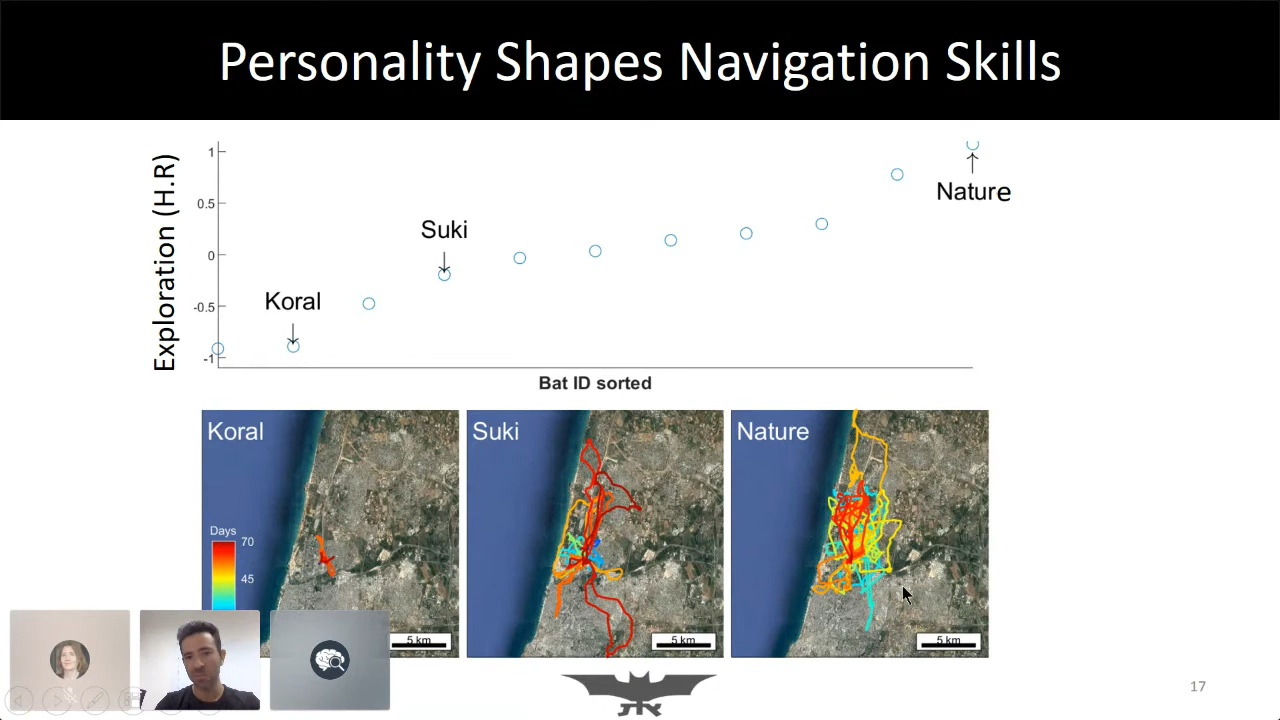 Personality Shapes Navigation Skills
Exploration (H.R)
1
0.5
0
-0.5
-1
Koral
Suki
Nature
Bat ID sorted
Koral
Days
70
45
5 km
Suki
5 km
Nature
5 km
17